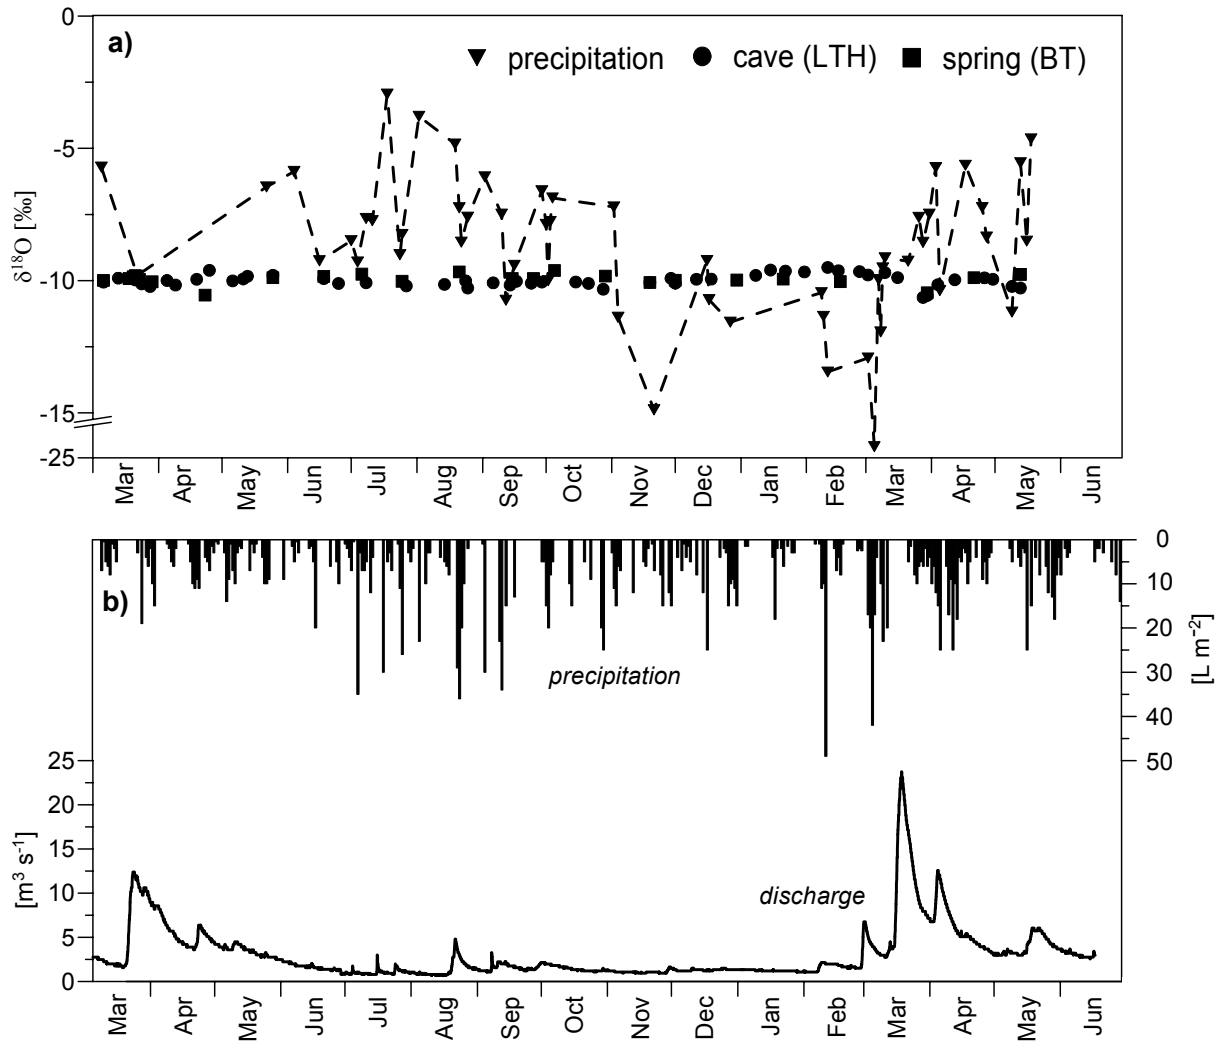 a)
precipitation cave (LTH) spring (BT)
δ¹⁸O [‰]
0
-5
-10
-15
-25
Mar Apr May Jun Jul Aug Sep Oct Nov Dec Jan Feb Mar Apr May Jun
b)
precipitation
[L m⁻²]
0
10
20
30
40
50
discharge
[m³ s⁻¹]
25
20
15
10
5
0
Mar Apr May Jun Jul Aug Sep Oct Nov Dec Jan Feb Mar Apr May Jun